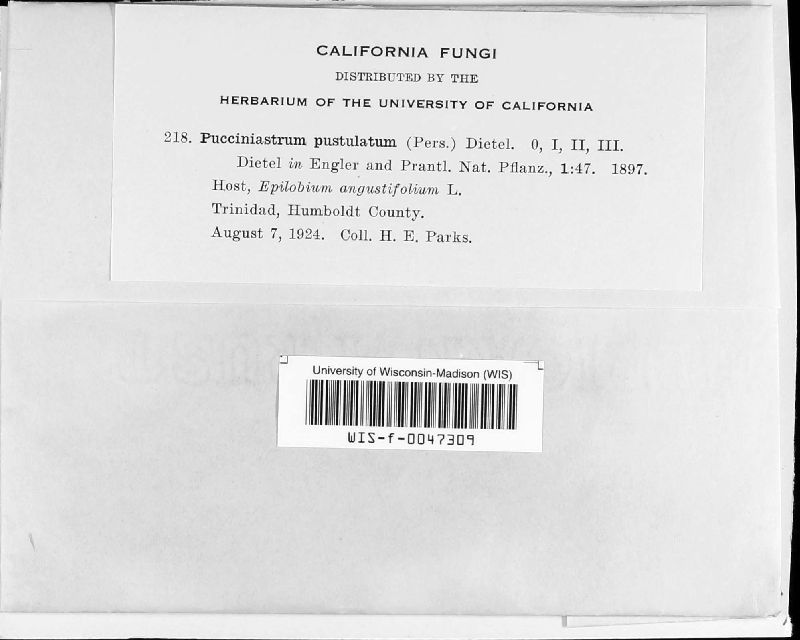 CALIFORNIA FUNGI
DISTRIBUTED BY THE
HERBARIUM OF THE UNIVERSITY OF CALIFORNIA
218. Pucciniastrum pustulatum (Pers.) Dietel. 0, I, II, III.
Dietel in Engler and Prantl. Nat. Pflanz., 1:47. 1897.
Host, Epilobium angustifolium L.
Trinidad, Humboldt County.
August 7, 1924. Coll. H. E. Parks.
University of Wisconsin-Madison (WIS)
WIS-f-0047309